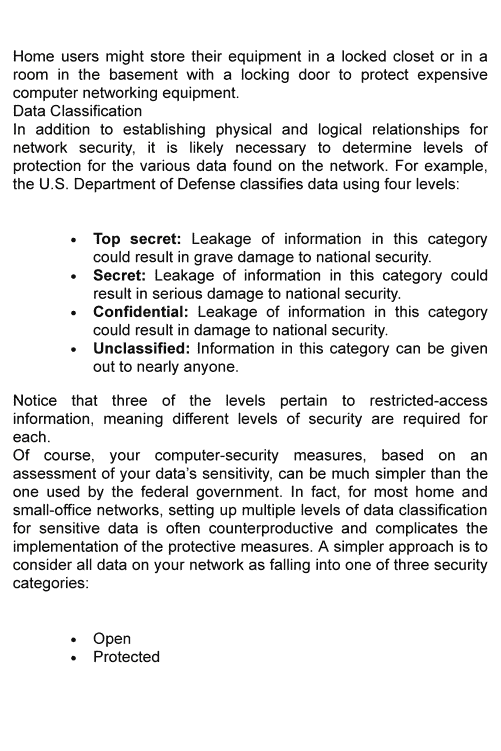 Home users might store their equipment in a locked closet or in a
room in the basement with a locking door to protect expensive
computer networking equipment.
Data Classification
In addition to establishing physical and logical relationships for
network security, it is likely necessary to determine levels of
protection for the various data found on the network. For example,
the U.S. Department of Defense classifies data using four levels:
• Top secret: Leakage of information in this category
could result in grave damage to national security.
• Secret: Leakage of information in this category could
result in serious damage to national security.
• Confidential: Leakage of information in this category
could result in damage to national security.
• Unclassified: Information in this category can be given
out to nearly anyone.
Notice that three of the levels pertain to restricted-access
information, meaning different levels of security are required for
each.
Of course, your computer-security measures, based on an
assessment of your data's sensitivity, can be much simpler than the
one used by the federal government. In fact, for most home and
small-office networks, setting up multiple levels of data classification
for sensitive data is often counterproductive and complicates the
implementation of the protective measures. A simpler approach is to
consider all data on your network as falling into one of three security
categories:
• Open
• Protected